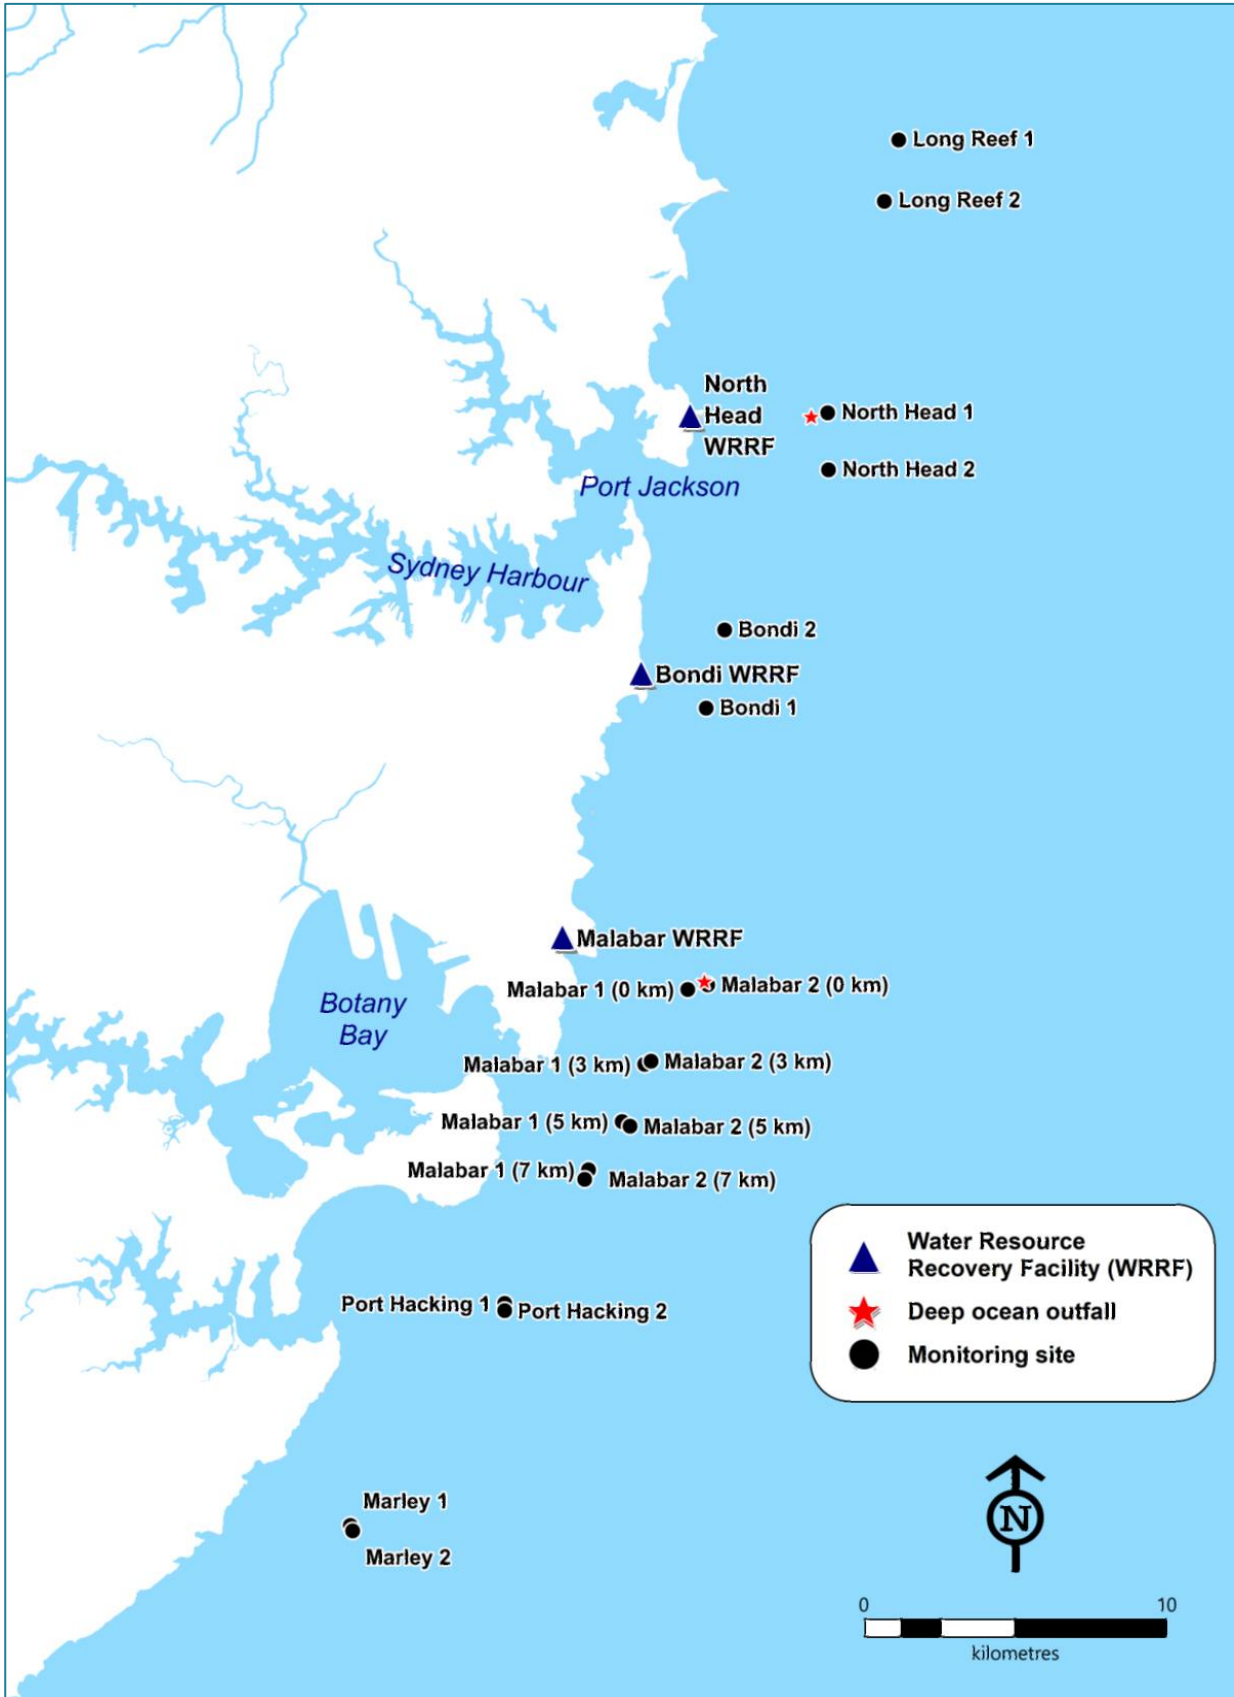 Long Reef 1
Long Reef 2
North
Head
WRRF
North Head 1
North Head 2
Port Jackson
Sydney Harbour
Bondi 2
Bondi WRRF
Bondi 1
Malabar WRRF
Malabar 1 (0 km)
Malabar 2 (0 km)
Botany
Bay
Malabar 1 (3 km)
Malabar 2 (3 km)
Malabar 1 (5 km)
Malabar 2 (5 km)
Malabar 1 (7 km)
Malabar 2 (7 km)
Water Resource
Recovery Facility (WRRF)
Deep ocean outfall
Monitoring site
Port Hacking 1
Port Hacking 2
Marley 1
Marley 2
N
0 10
kilometres